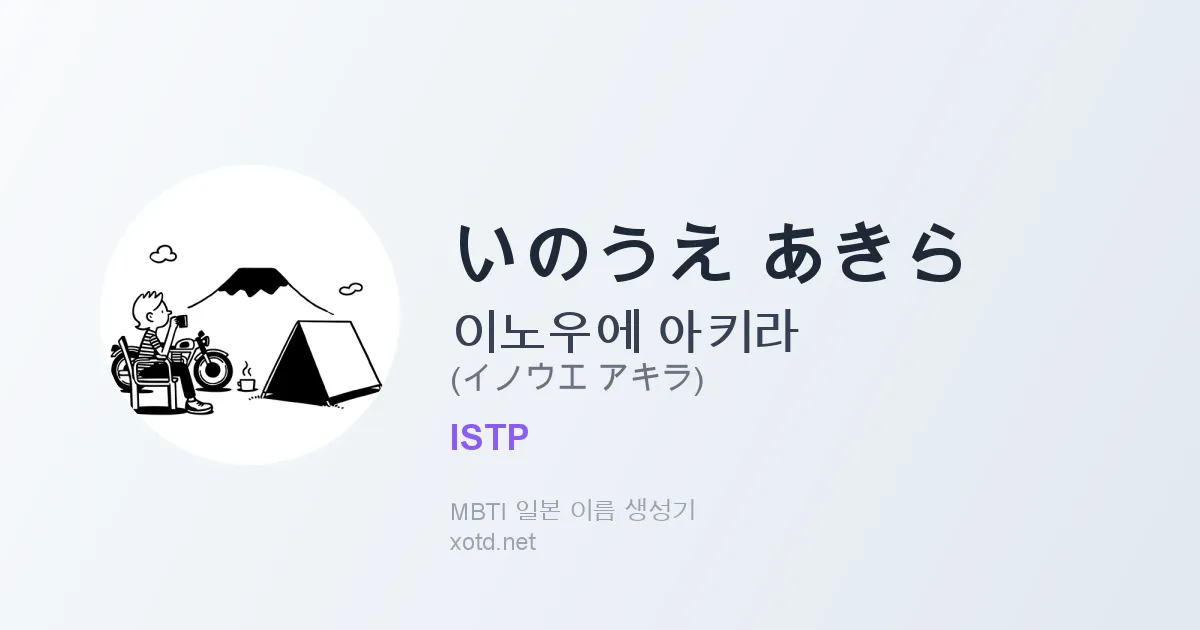 いのうえ あきら
이노우에 아키라
(イノウエ アキラ)
ISTP
MBTI 일본 이름 생성기
xotd.net